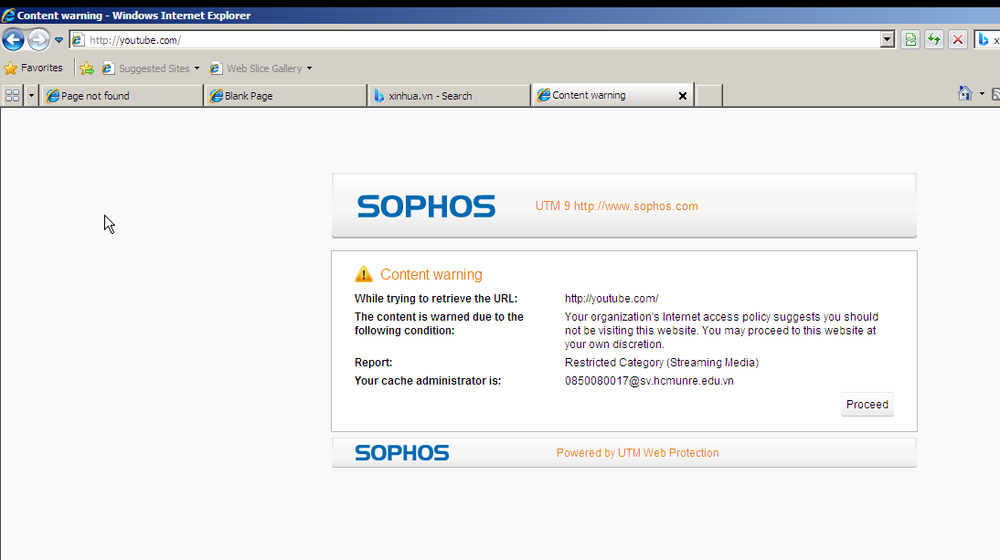 Content warning - Windows Internet Explorer
http://youtube.com/
Favorites
Suggested Sites
Web Slice Gallery
Page not found
Blank Page
xinhua.vn - Search
Content warning
SOPHOS
UTM 9 http://www.sophos.com
Content warning
While trying to retrieve the URL:
http://youtube.com/
The content is warned due to the
following condition:
Your organization's Internet access policy suggests you should
not be visiting this website. You may proceed to this website at
your own discretion.
Report:
Restricted Category (Streaming Media)
Your cache administrator is:
0850080017@sv.hcmunre.edu.vn
Proceed
SOPHOS
Powered by UTM Web Protection